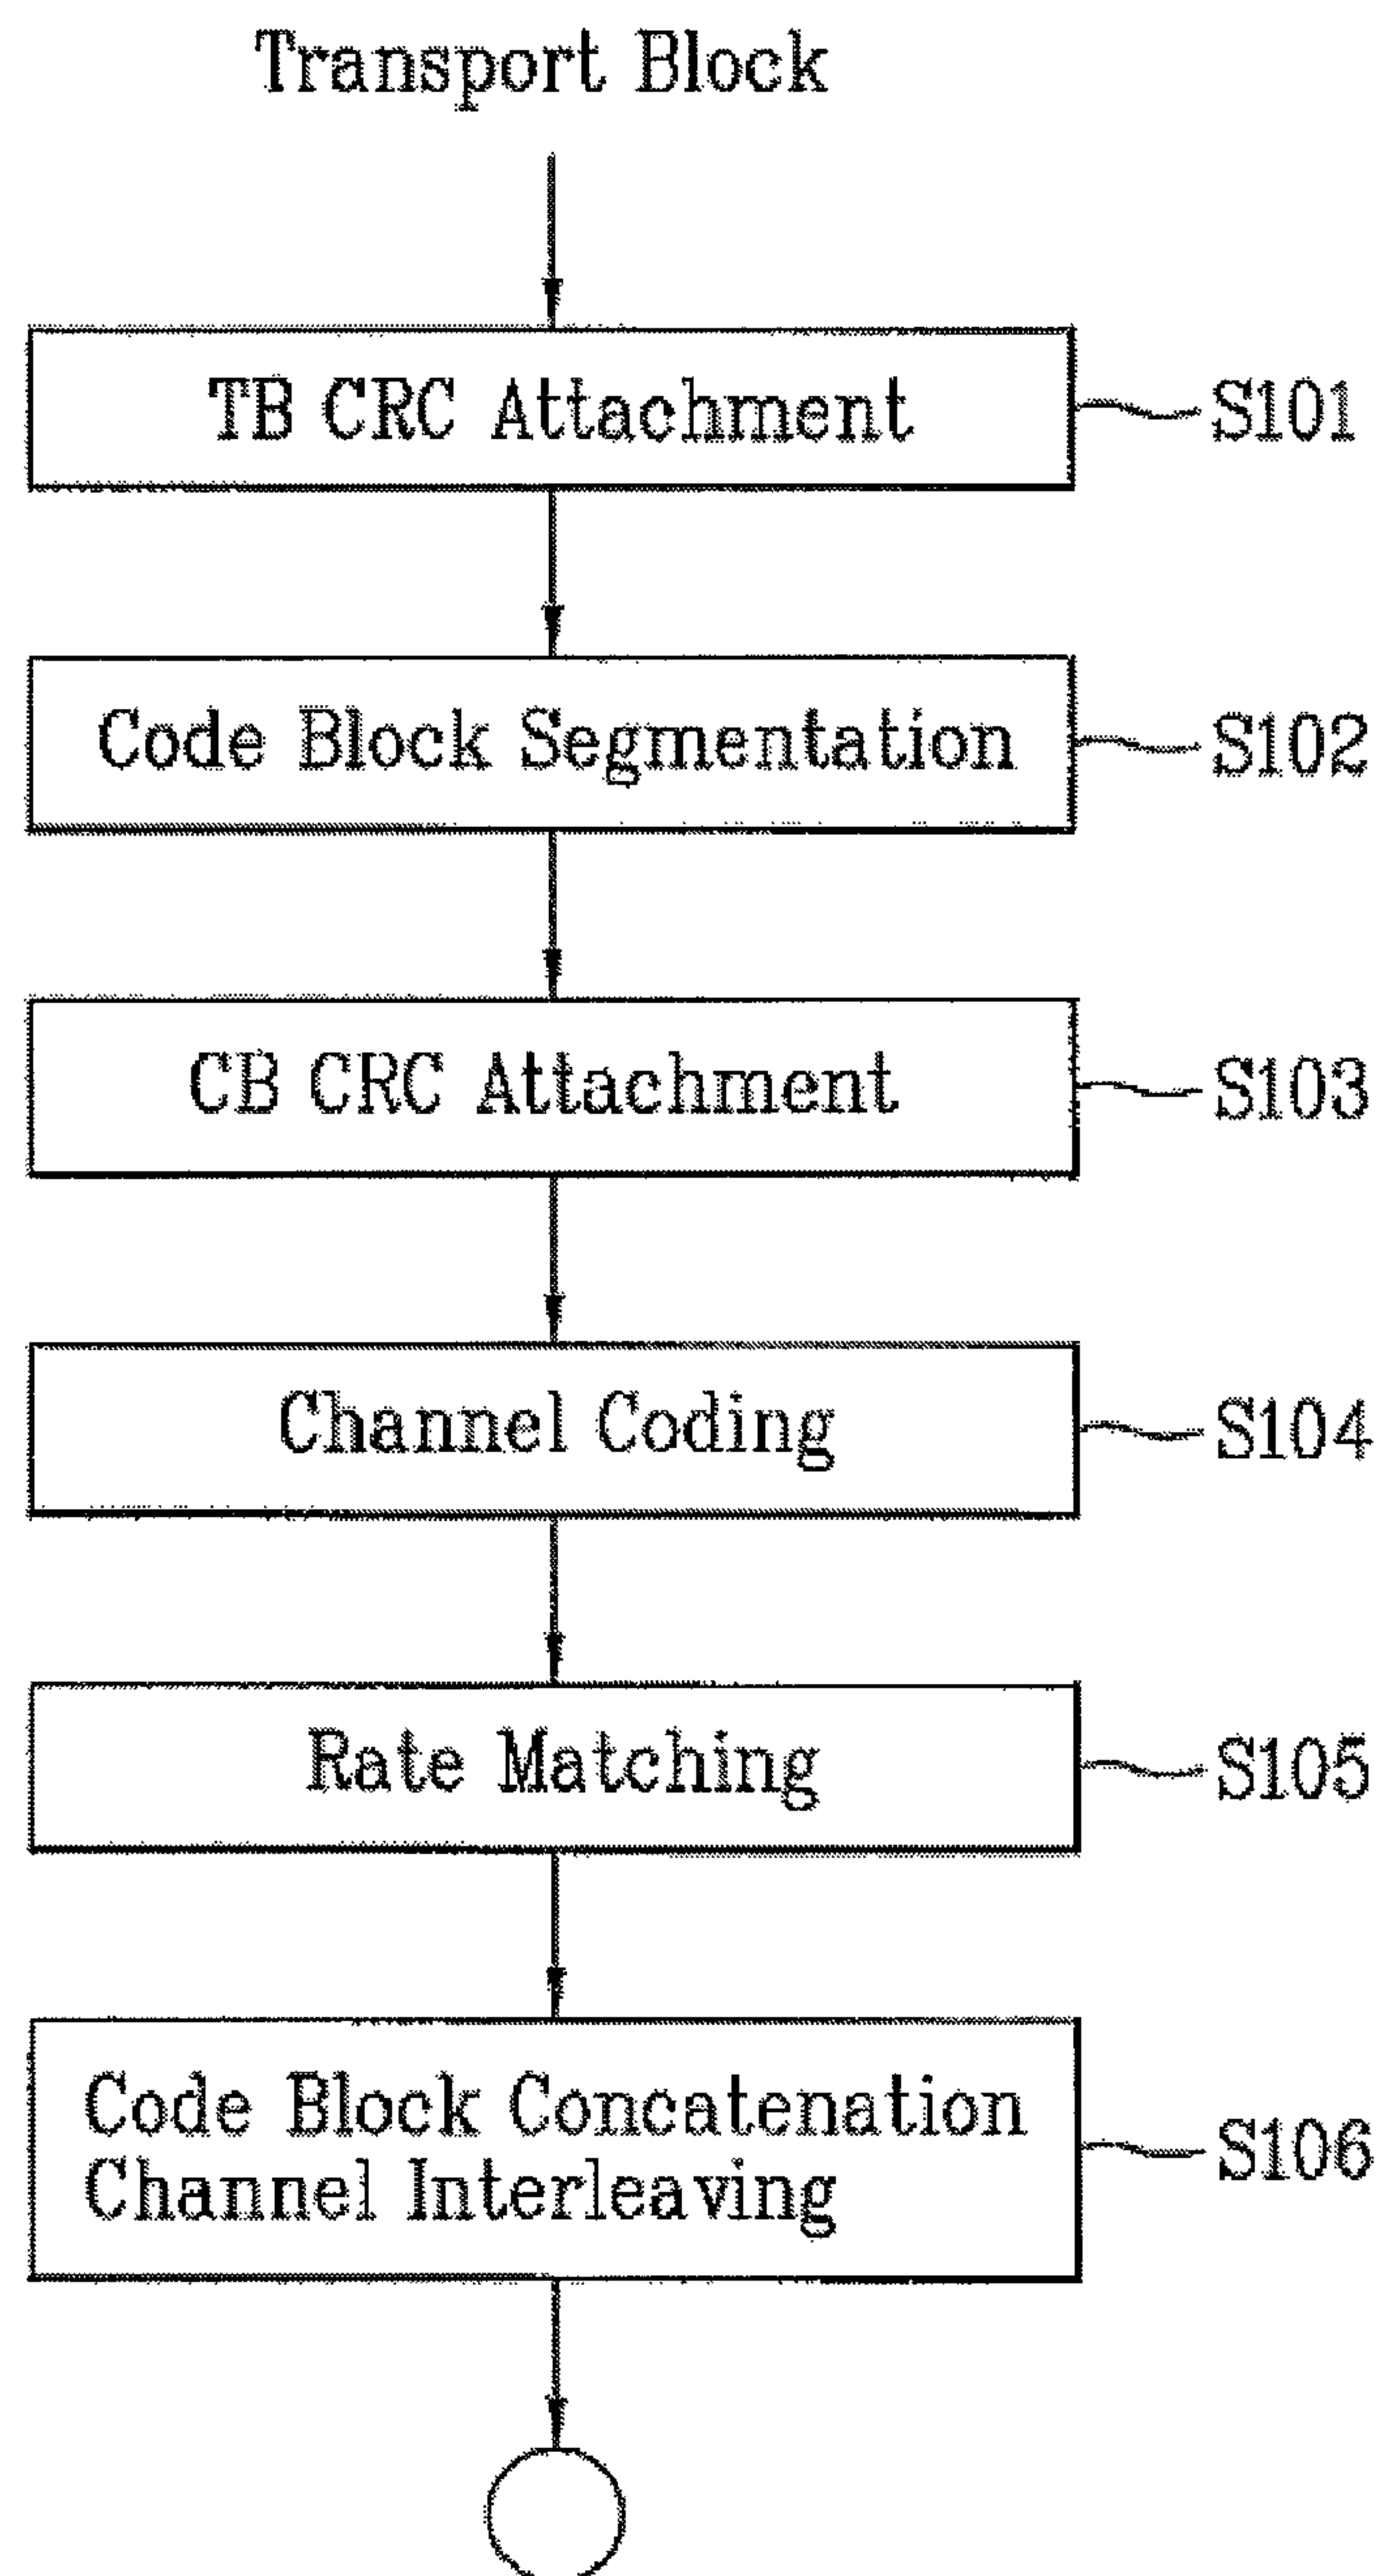 Transport Block
TB CRC Attachment
S101
Code Block Segmentation
S102
CB CRC Attachment
S103
Channel Coding
S104
Rate Matching
S105
Code Block Concatenation
Channel Interleaving
S106